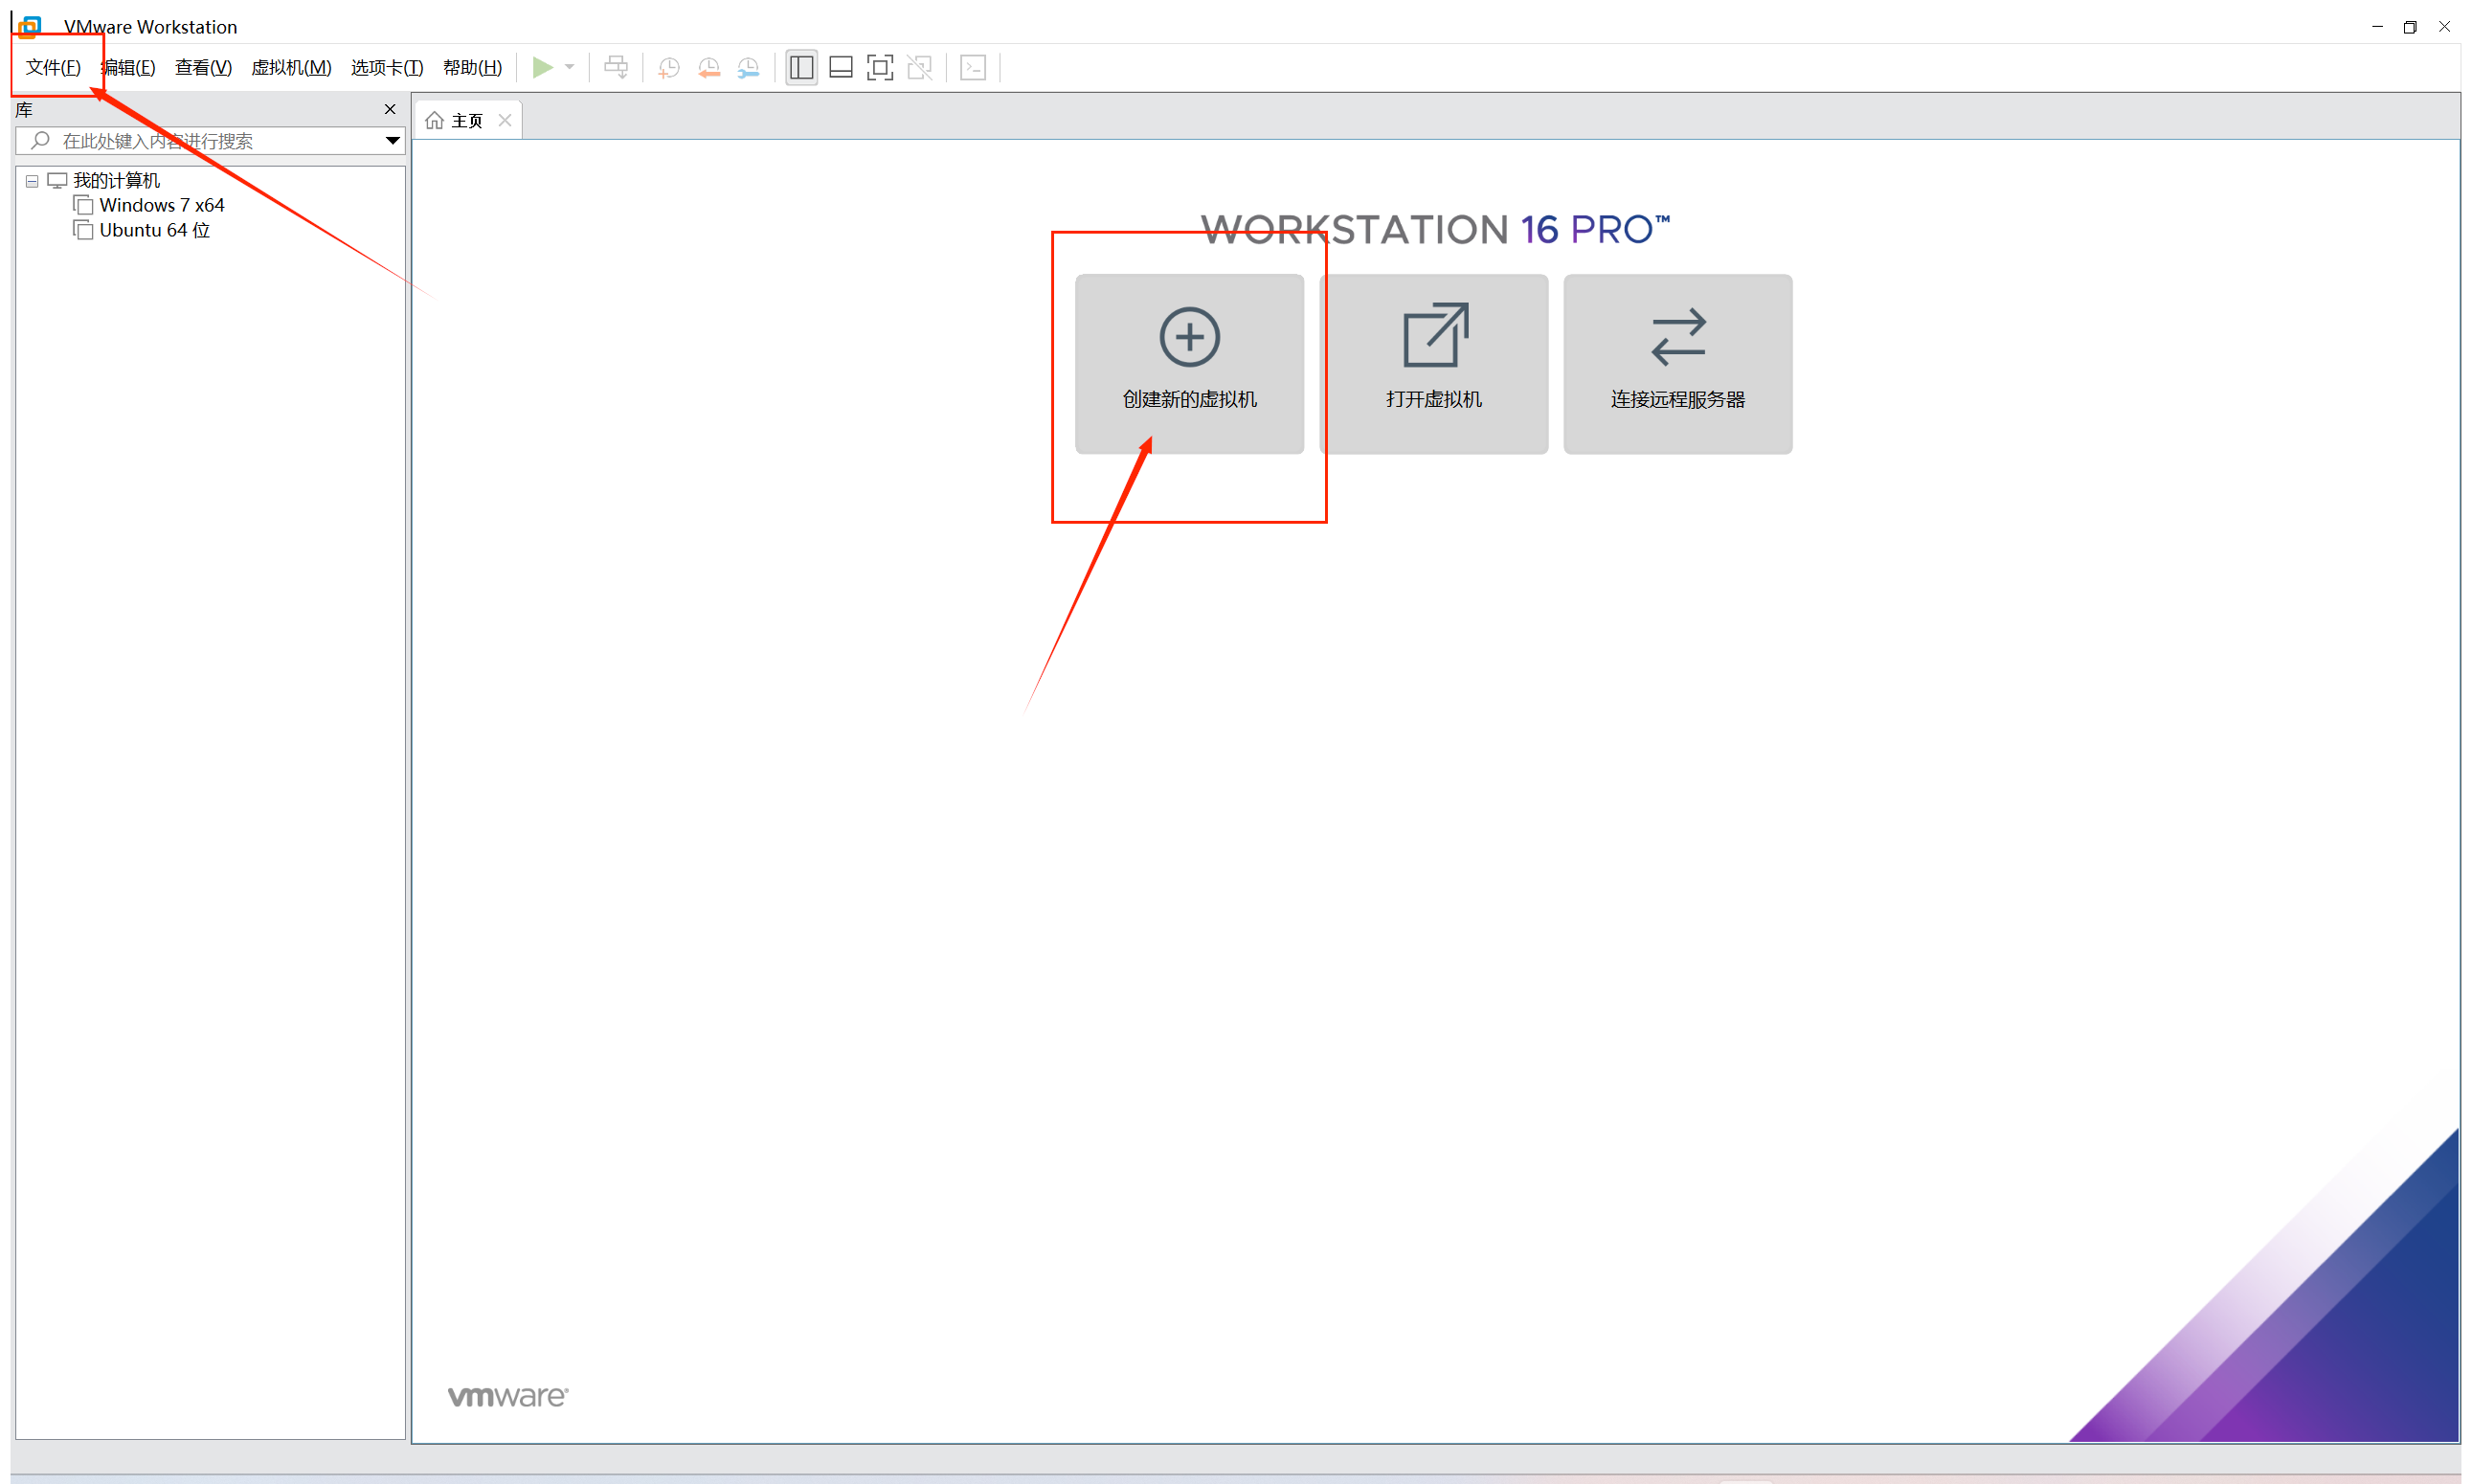 VMware Workstation
文件(F) 编辑(E) 查看(V) 虚拟机(M) 选项卡(T) 帮助(H)
库
在此处键入内容进行搜索
我的计算机
Windows 7 x64
Ubuntu 64 位
主页
WORKSTATION 16 PRO™
创建新的虚拟机
打开虚拟机
连接远程服务器
vmware®